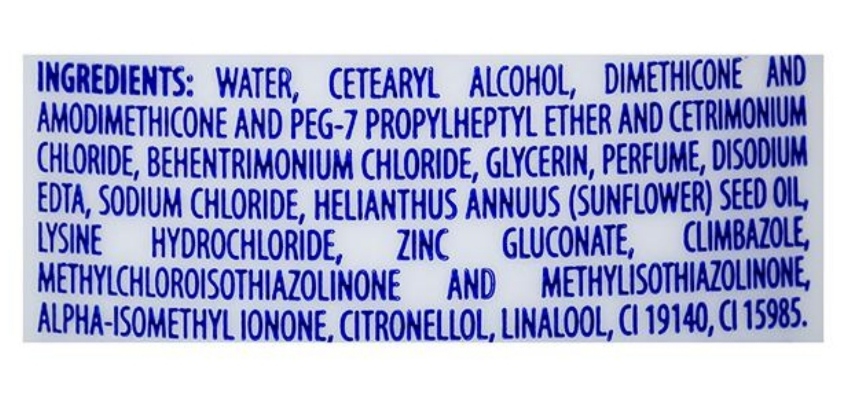 INGREDIENTS: WATER, CETEARYL ALCOHOL, DIMETHICONE AND
AMODIMETHICONE AND PEG-7 PROPYLHEPTYL ETHER AND CETRIMONIUM
CHLORIDE, BEHENTRIMONIUM CHLORIDE, GLYCERIN, PERFUME, DISODIUM
EDTA, SODIUM CHLORIDE, HELIANTHUS ANNUUS (SUNFLOWER) SEED OIL,
LYSINE HYDROCHLORIDE, ZINC GLUCONATE, CLIMBAZOLE,
METHYLCHLOROISOTHIAZOLINONE AND METHYLISOTHIAZOLINONE,
ALPHA-ISOMETHYL IONONE, CITRONELLOL, LINALOOL, CI 19140, CI 15985.